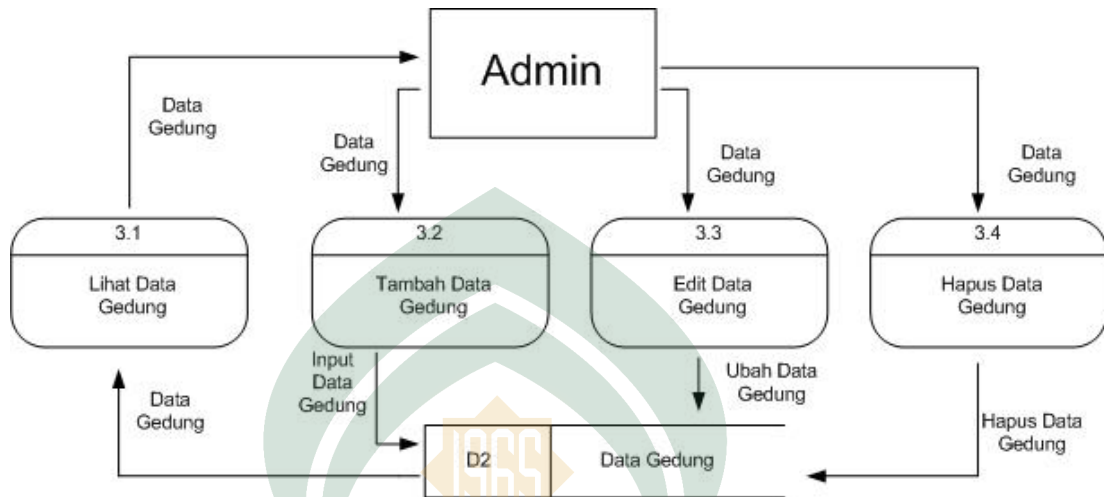 Admin
Data
Gedung
Data
Gedung
Data
Gedung
Data
Gedung
3.1
Lihat Data
Gedung
3.2
Tambah Data
Gedung
3.3
Edit Data
Gedung
3.4
Hapus Data
Gedung
Data
Gedung
Input
Data
Gedung
Ubah Data
Gedung
Hapus Data
Gedung
D2
Data Gedung
1965